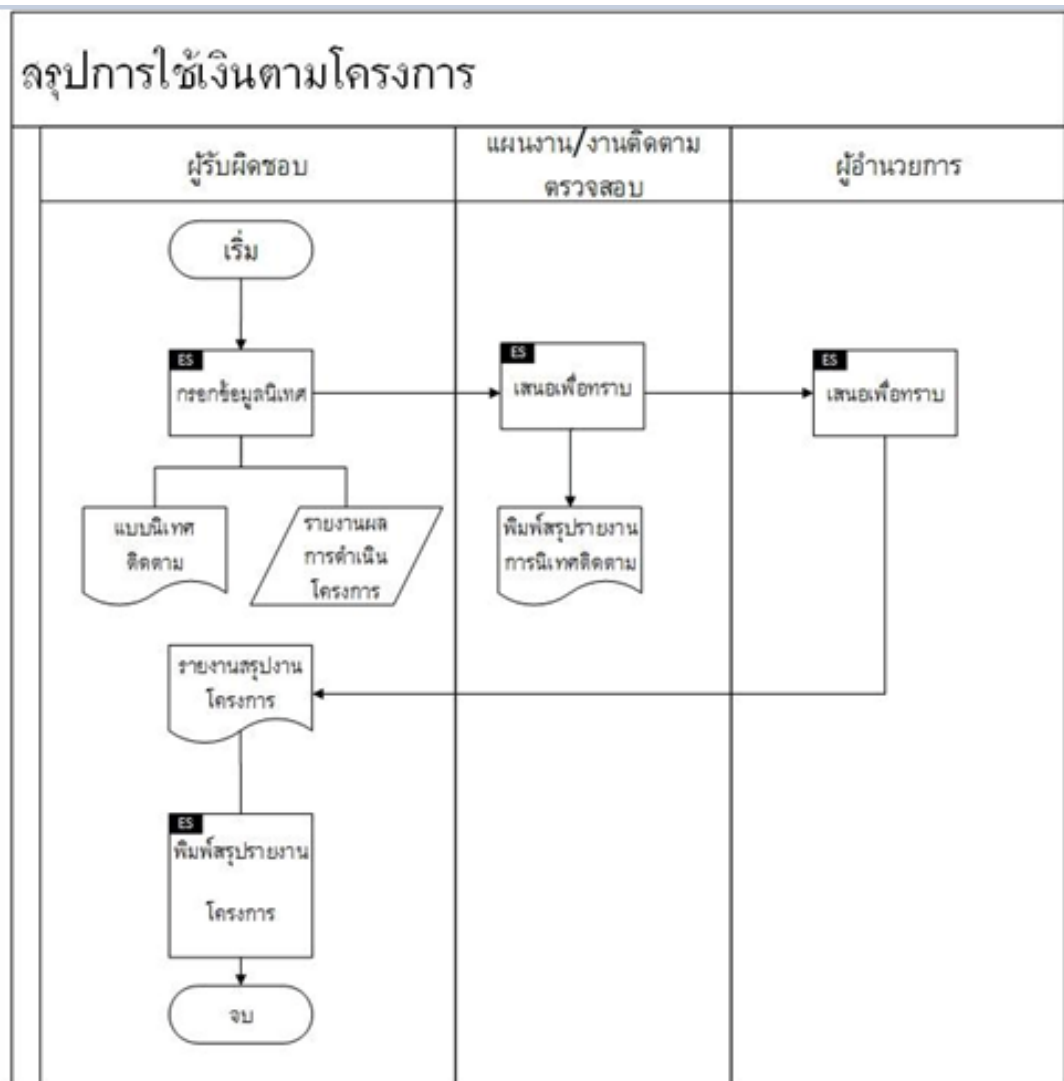 สรุปการใช้เงินตามโครงการ
ผู้รับผิดชอบ
แผนงาน/งานติดตาม
ตรวจสอบ
ผู้อำนวยการ
เริ่ม
ES
กรอกข้อมูลนิเทศ
ES
เสนอเพื่อทราบ
ES
เสนอเพื่อทราบ
แบบนิเทศ
ติดตาม
รายงานผล
การดำเนิน
โครงการ
พิมพ์สรุปรายงาน
การนิเทศติดตาม
รายงานสรุปงาน
โครงการ
ES
พิมพ์สรุปรายงาน
โครงการ
จบ